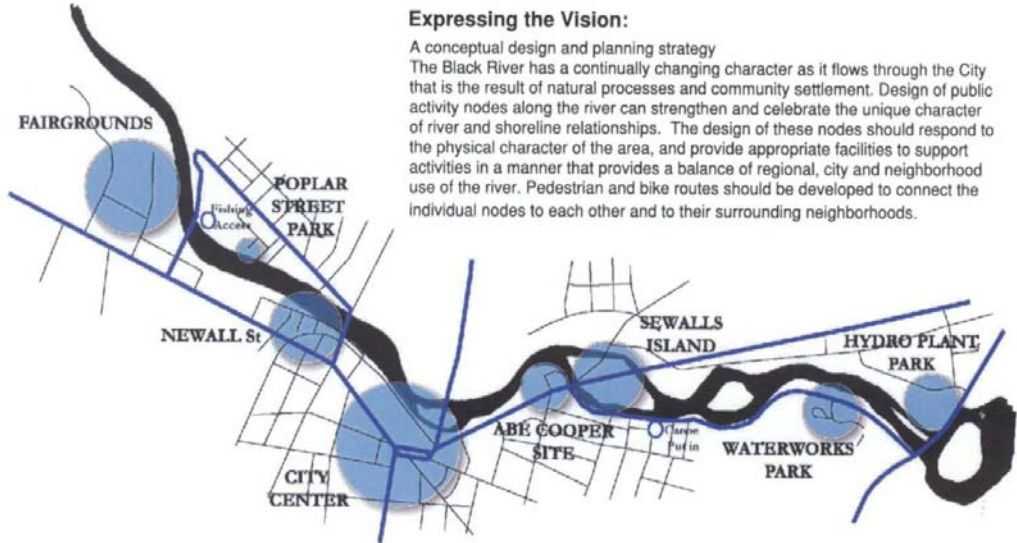 Expressing the Vision:
A conceptual design and planning strategy
The Black River has a continually changing character as it flows through the City
that is the result of natural processes and community settlement. Design of public
activity nodes along the river can strengthen and celebrate the unique character
of river and shoreline relationships. The design of these nodes should respond to
the physical character of the area, and provide appropriate facilities to support
activities in a manner that provides a balance of regional, city and neighborhood
use of the river. Pedestrian and bike routes should be developed to connect the
individual nodes to each other and to their surrounding neighborhoods.
FAIRGROUNDS
POPLAR
STREET
PARK
Fishing
Access
NEWALL St
SEWALLS
ISLAND
HYDRO PLANT
PARK
ABE COOPER
SITE
Canoe
Put in
WATERWORKS
PARK
CITY
CENTER